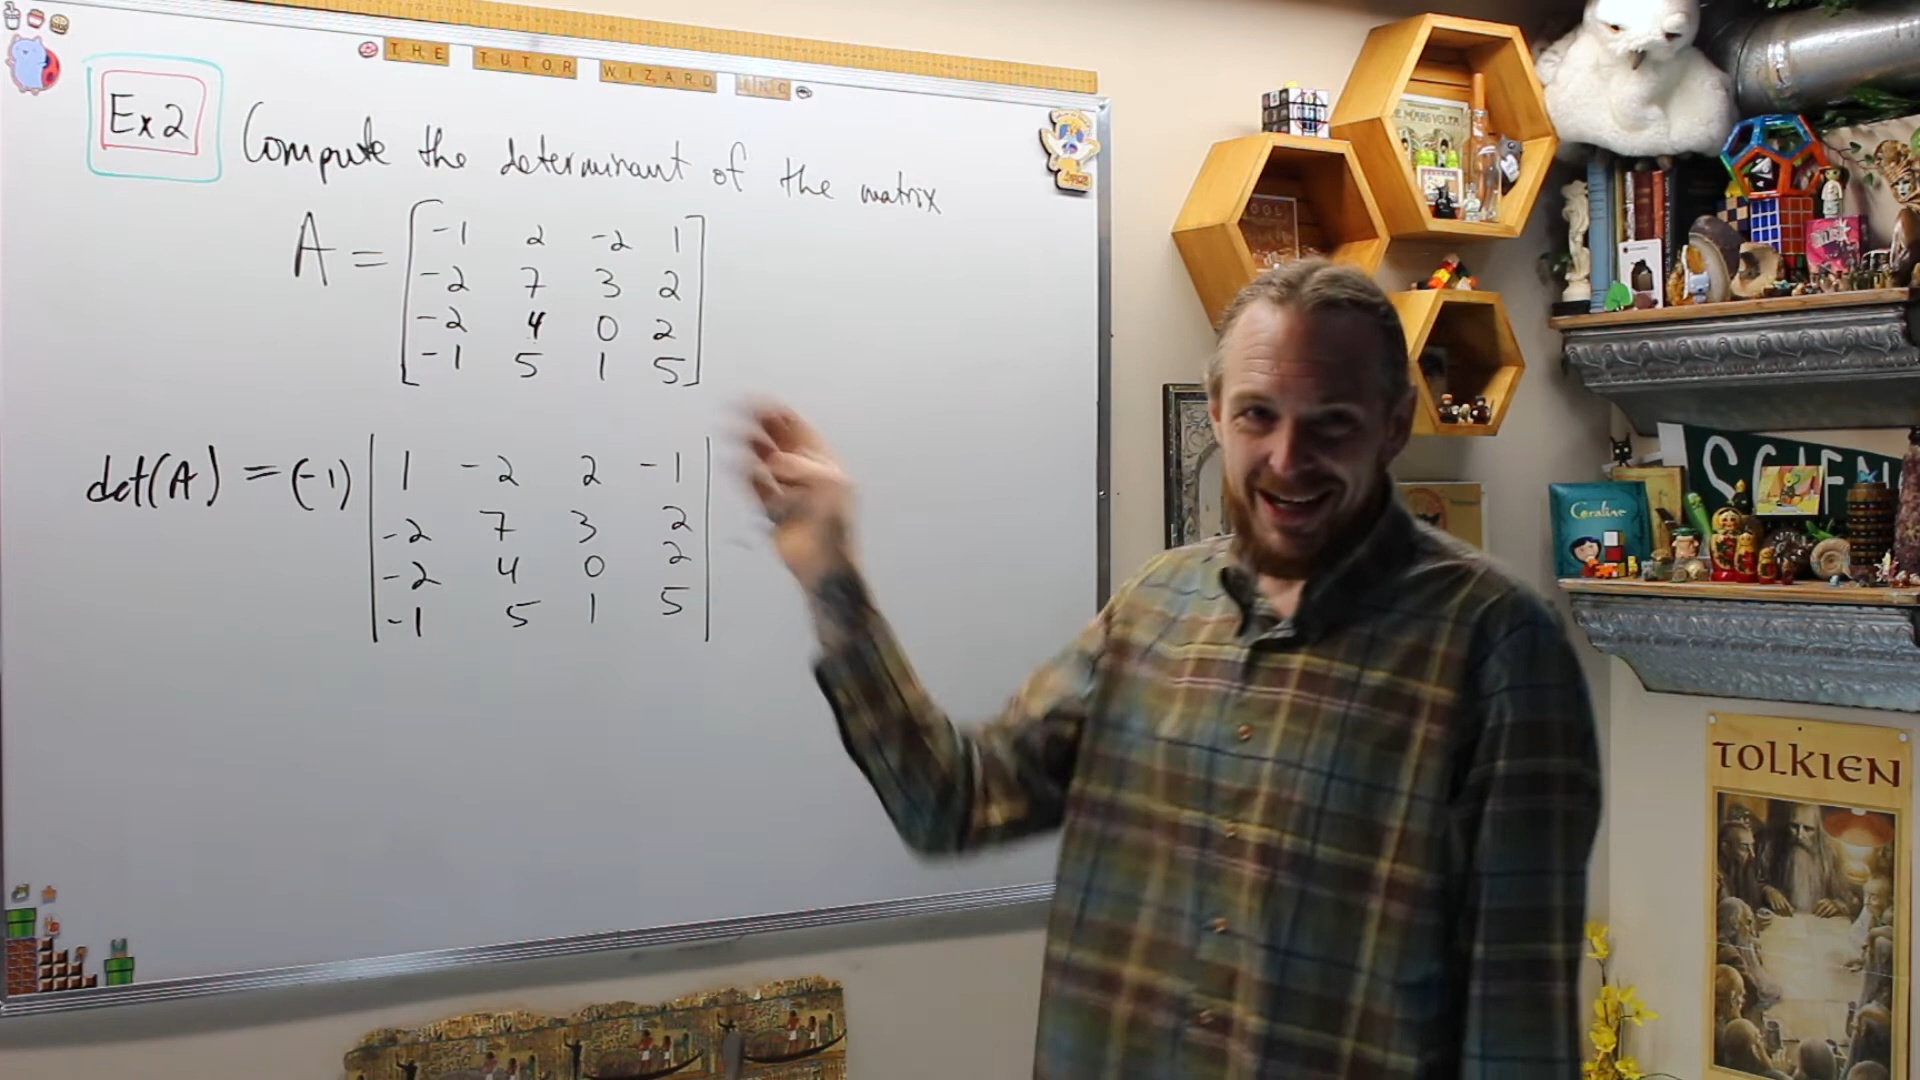 THE TUTOR WIZARD INC
Ex 2
Compute the determinant of the matrix
A = [ -1 2 -2 1
-2 7 3 2
-2 4 0 2
-1 5 1 5 ]
det(A) = (-1) | 1 -2 2 -1
-2 7 3 2
-2 4 0 2
-1 5 1 5 |
SCIEN
Coraline
TOLKIEN